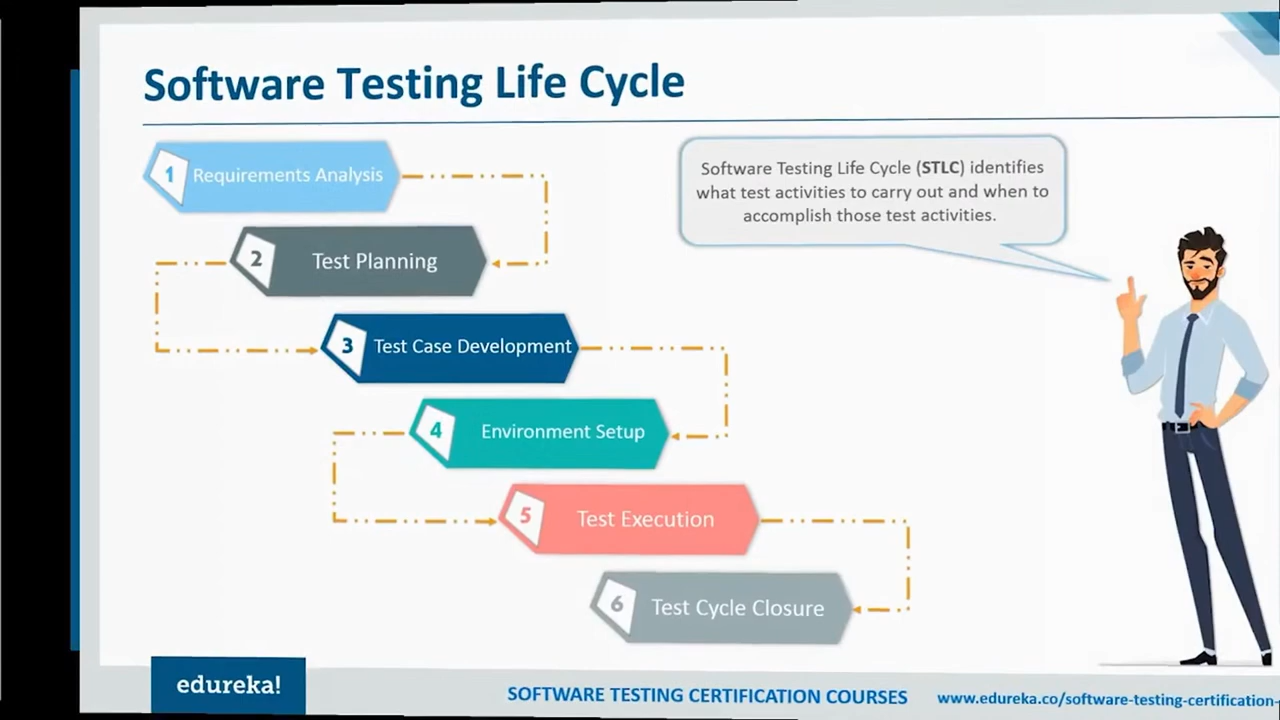 Software Testing Life Cycle
1 Requirements Analysis
2 Test Planning
3 Test Case Development
4 Environment Setup
5 Test Execution
6 Test Cycle Closure
Software Testing Life Cycle (STLC) identifies
what test activities to carry out and when to
accomplish those test activities.
edureka!
SOFTWARE TESTING CERTIFICATION COURSES
www.edureka.co/software-testing-certification-